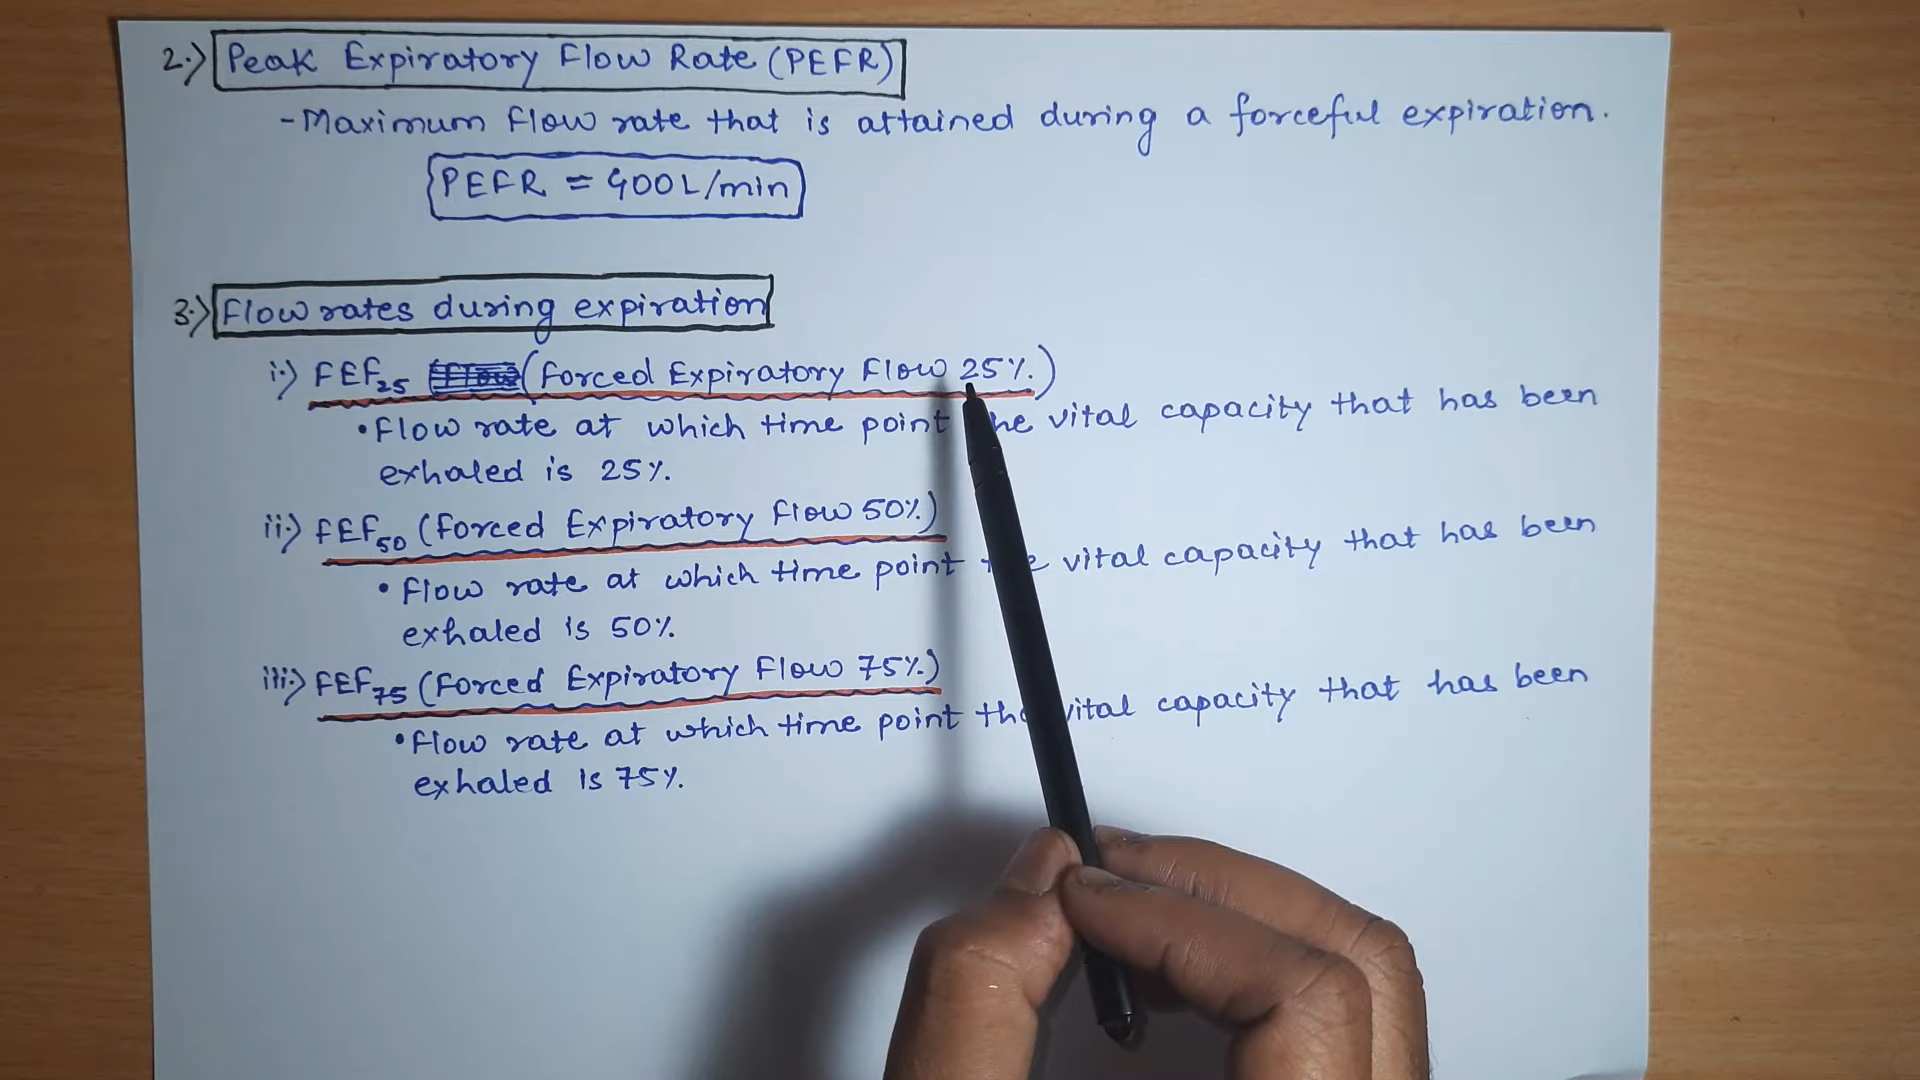 2.) Peak Expiratory Flow Rate (PEFR)
- Maximum flow rate that is attained during a forceful expiration.
PEFR = 400L/min
3.) Flow rates during expiration
i.) FEF25 (Forced Expiratory Flow 25%.)
• Flow rate at which time point he vital capacity that has been
exhaled is 25%.
ii.) FEF50 (Forced Expiratory Flow 50%)
• Flow rate at which time point vital capacity that has been
exhaled is 50%.
iii.) FEF75 (Forced Expiratory Flow 75%.)
• Flow rate at which time point the vital capacity that has been
exhaled is 75%.